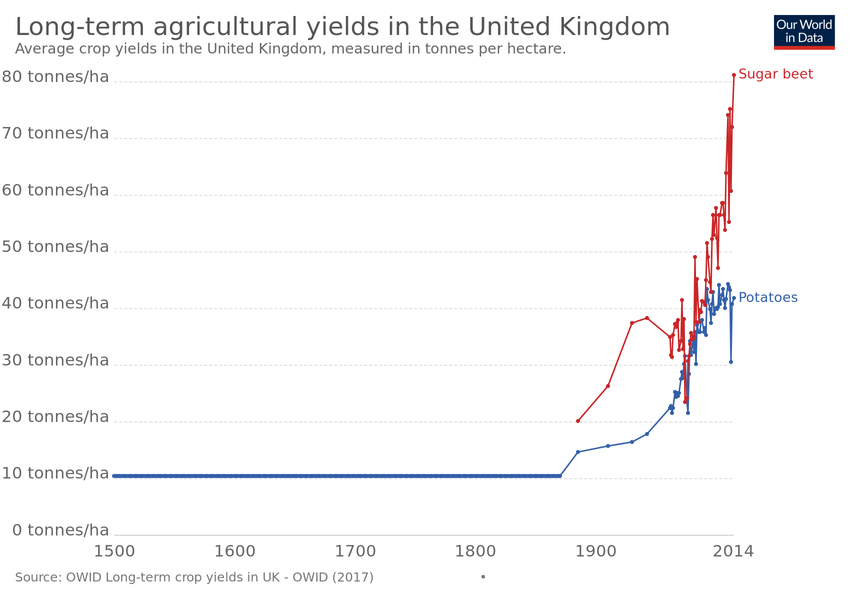 Long-term agricultural yields in the United Kingdom
Average crop yields in the United Kingdom, measured in tonnes per hectare.
Our World
in Data
80 tonnes/ha
70 tonnes/ha
60 tonnes/ha
50 tonnes/ha
40 tonnes/ha
30 tonnes/ha
20 tonnes/ha
10 tonnes/ha
0 tonnes/ha
Sugar beet
Potatoes
1500 1600 1700 1800 1900 2014
Source: OWID Long-term crop yields in UK - OWID (2017) •